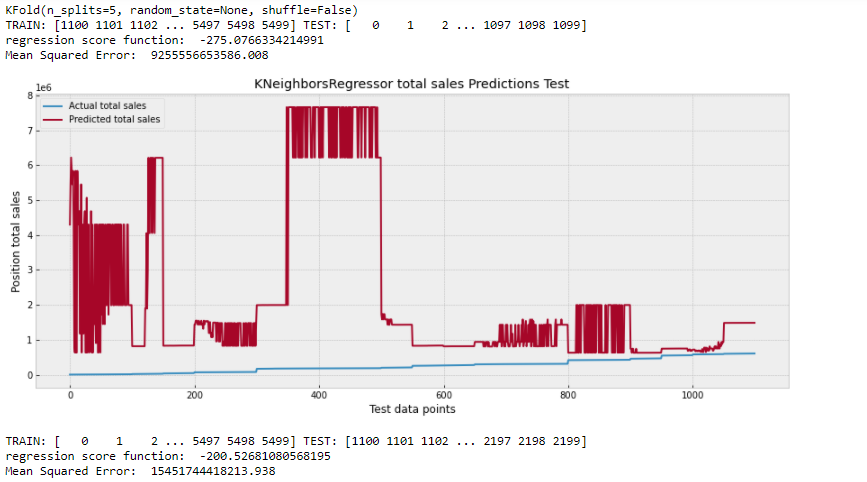 KFold(n_splits=5, random_state=None, shuffle=False)
TRAIN: [1100 1101 1102 ... 5497 5498 5499] TEST: [   0    1    2 ... 1097 1098 1099]
regression score function:  -275.0766334214991
Mean Squared Error:  9255556653586.008
KNeighborsRegressor total sales Predictions Test
1e6
Actual total sales
Predicted total sales
Position total sales
8
7
6
5
4
3
2
1
0
0 200 400 600 800 1000
Test data points
TRAIN: [   0    1    2 ... 5497 5498 5499] TEST: [1100 1101 1102 ... 2197 2198 2199]
regression score function:  -200.52681080568195
Mean Squared Error:  15451744418213.938